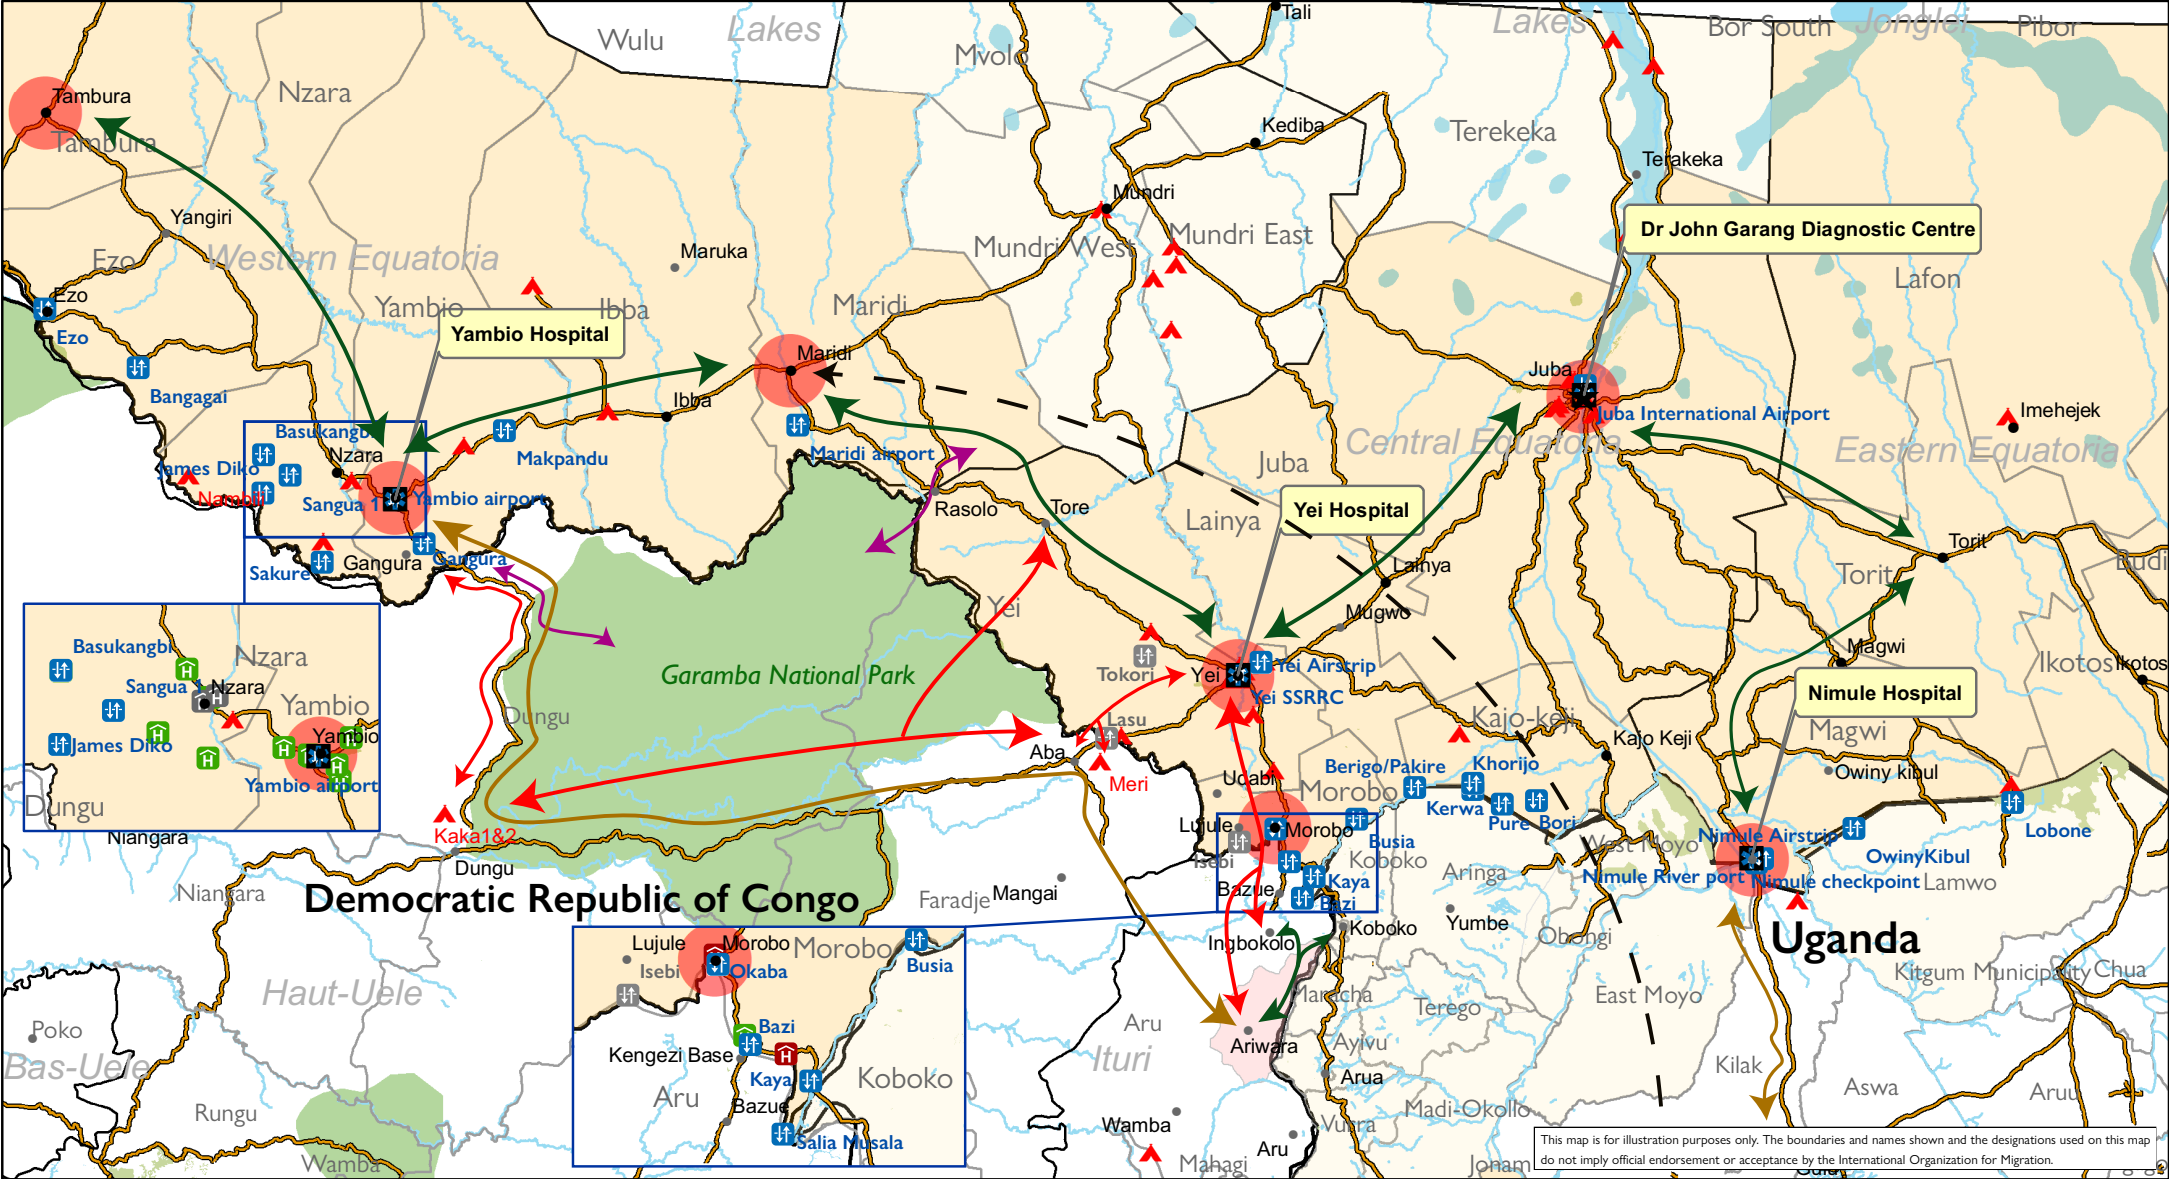 Wulu
Lakes
Mvolo
Tali
Lakes
Bor South
Jonglei
Pibor
Tambura
Tambura
Nzara
Kediba
Terekeka
Terakeka
Mundri
Yangiri
Ezo
Western Equatoria
Maruka
Mundri West
Mundri East
Dr John Garang Diagnostic Centre
Lafon
Ezo
Ezo
Yambio
Ibba
Maridi
Yambio Hospital
Bangagai
Maridi
Ibba
Juba
Juba International Airport
Imehejek
Basukangbi
Nzara
James Diko
Nambili
Sangua 1
Yambio airport
Makpandu
Maridi airport
Central Equatoria
Eastern Equatoria
Juba
Rasolo
Tore
Lainya
Yei Hospital
Torit
Torit
Budi
Sakure
Gangura
Gangura
Lainya
Mugwo
Yei
Magwi
Ikotos
Ikotos
Basukangbi
Nzara
Sangua 1
Nzara
Yambio
Yambio
James Diko
Yambio airport
Dungu
Niangara
Garamba National Park
Dungu
Tokori
Yei
Yei Airstrip
Yei SSRRC
Lasu
Aba
Meri
Kajo-keji
Kajo Keji
Nimule Hospital
Magwi
Owiny kibul
Udabi
Morobo
Berigo/Pakire
Khorijo
Kerwa
Pure
Bori
Lobone
Kaka1&2
Dungu
Lujule
Morobo
Isebi
Busia
Koboko
West Moyo
Nimule Airstrip
OwinyKibul
Nimule River port
Nimule checkpoint
Lamwo
Niangara
Democratic Republic of Congo
Faradje
Mangai
Bazue
Kaya
Bazi
Aringa
Yumbe
Koboko
Ingbokolo
Obongi
Uganda
Kitgum Municipality
Chua
Lujule
Morobo
Morobo
Isebi
Okaba
Busia
Bazi
Kengezi Base
Kaya
Koboko
Aru
Bazue
Salia Musala
Haut-Uele
Poko
Bas-Uele
Rungu
Wamba
Aru
Ituri
Maracha
Terego
East Moyo
Ariwara
Ayivu
Arua
Kilak
Aswa
Aruu
Wamba
Madi-Okollo
Vurra
Aru
Mahagi
Jonam
This map is for illustration purposes only. The boundaries and names shown and the designations used on this map
do not imply official endorsement or acceptance by the International Organization for Migration.